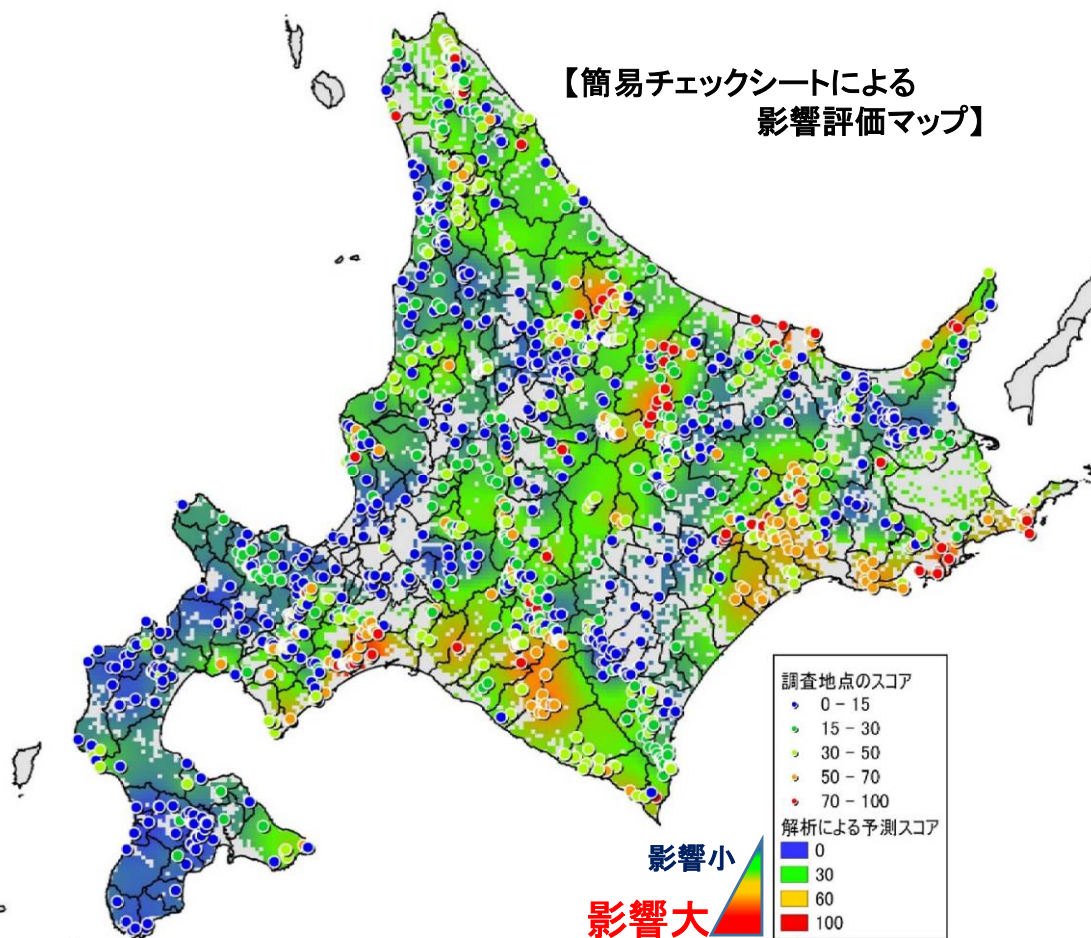 【簡易チェックシートによる
影響評価マップ】
調査地点のスコア
0 - 15
15 - 30
30 - 50
50 - 70
70 - 100
解析による予測スコア
0
30
60
100
影響小
影響大